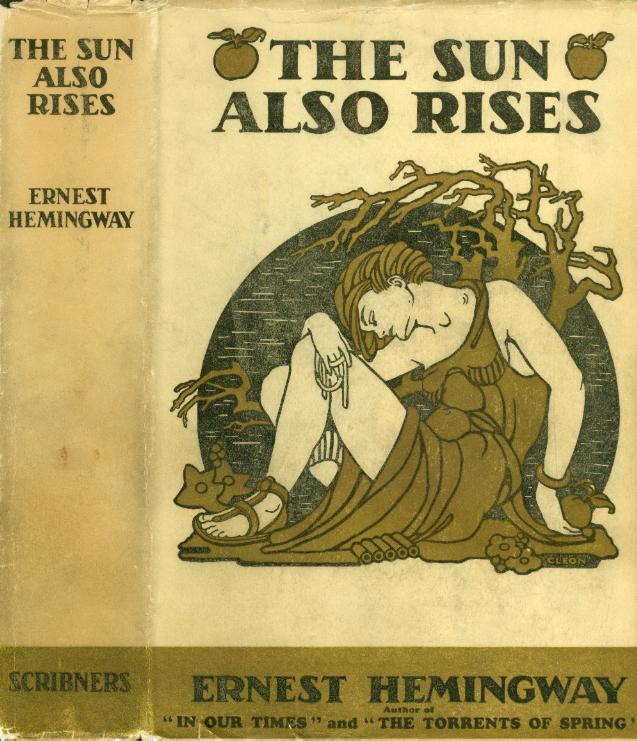 THE SUN
ALSO
RISES
ERNEST
HEMINGWAY
SCRIBNERS
THE SUN
ALSO RISES
CLEON
ERNEST HEMINGWAY
Author of
"IN OUR TIMES" and "THE TORRENTS OF SPRING"